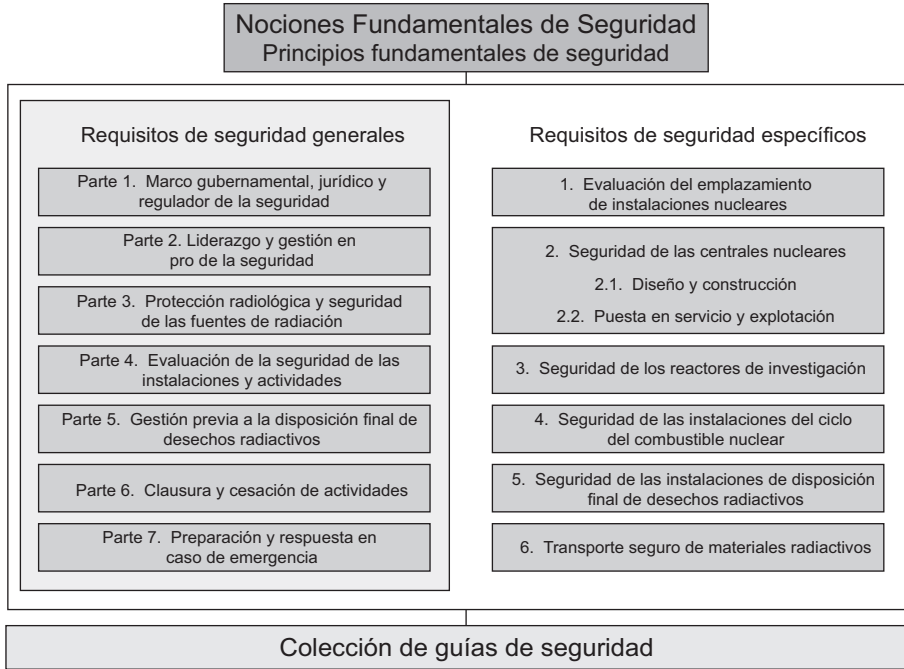 Nociones Fundamentales de Seguridad
Principios fundamentales de seguridad
Requisitos de seguridad generales
Parte 1. Marco gubernamental, jurídico y
regulador de la seguridad
Parte 2. Liderazgo y gestión en
pro de la seguridad
Parte 3. Protección radiológica y seguridad
de las fuentes de radiación
Parte 4. Evaluación de la seguridad de las
instalaciones y actividades
Parte 5. Gestión previa a la disposición final de
desechos radiactivos
Parte 6. Clausura y cesación de actividades
Parte 7. Preparación y respuesta en
caso de emergencia
Requisitos de seguridad específicos
1. Evaluación del emplazamiento
de instalaciones nucleares
2. Seguridad de las centrales nucleares
2.1. Diseño y construcción
2.2. Puesta en servicio y explotación
3. Seguridad de los reactores de investigación
4. Seguridad de las instalaciones del ciclo
del combustible nuclear
5. Seguridad de las instalaciones de disposición
final de desechos radiactivos
6. Transporte seguro de materiales radiactivos
Colección de guías de seguridad